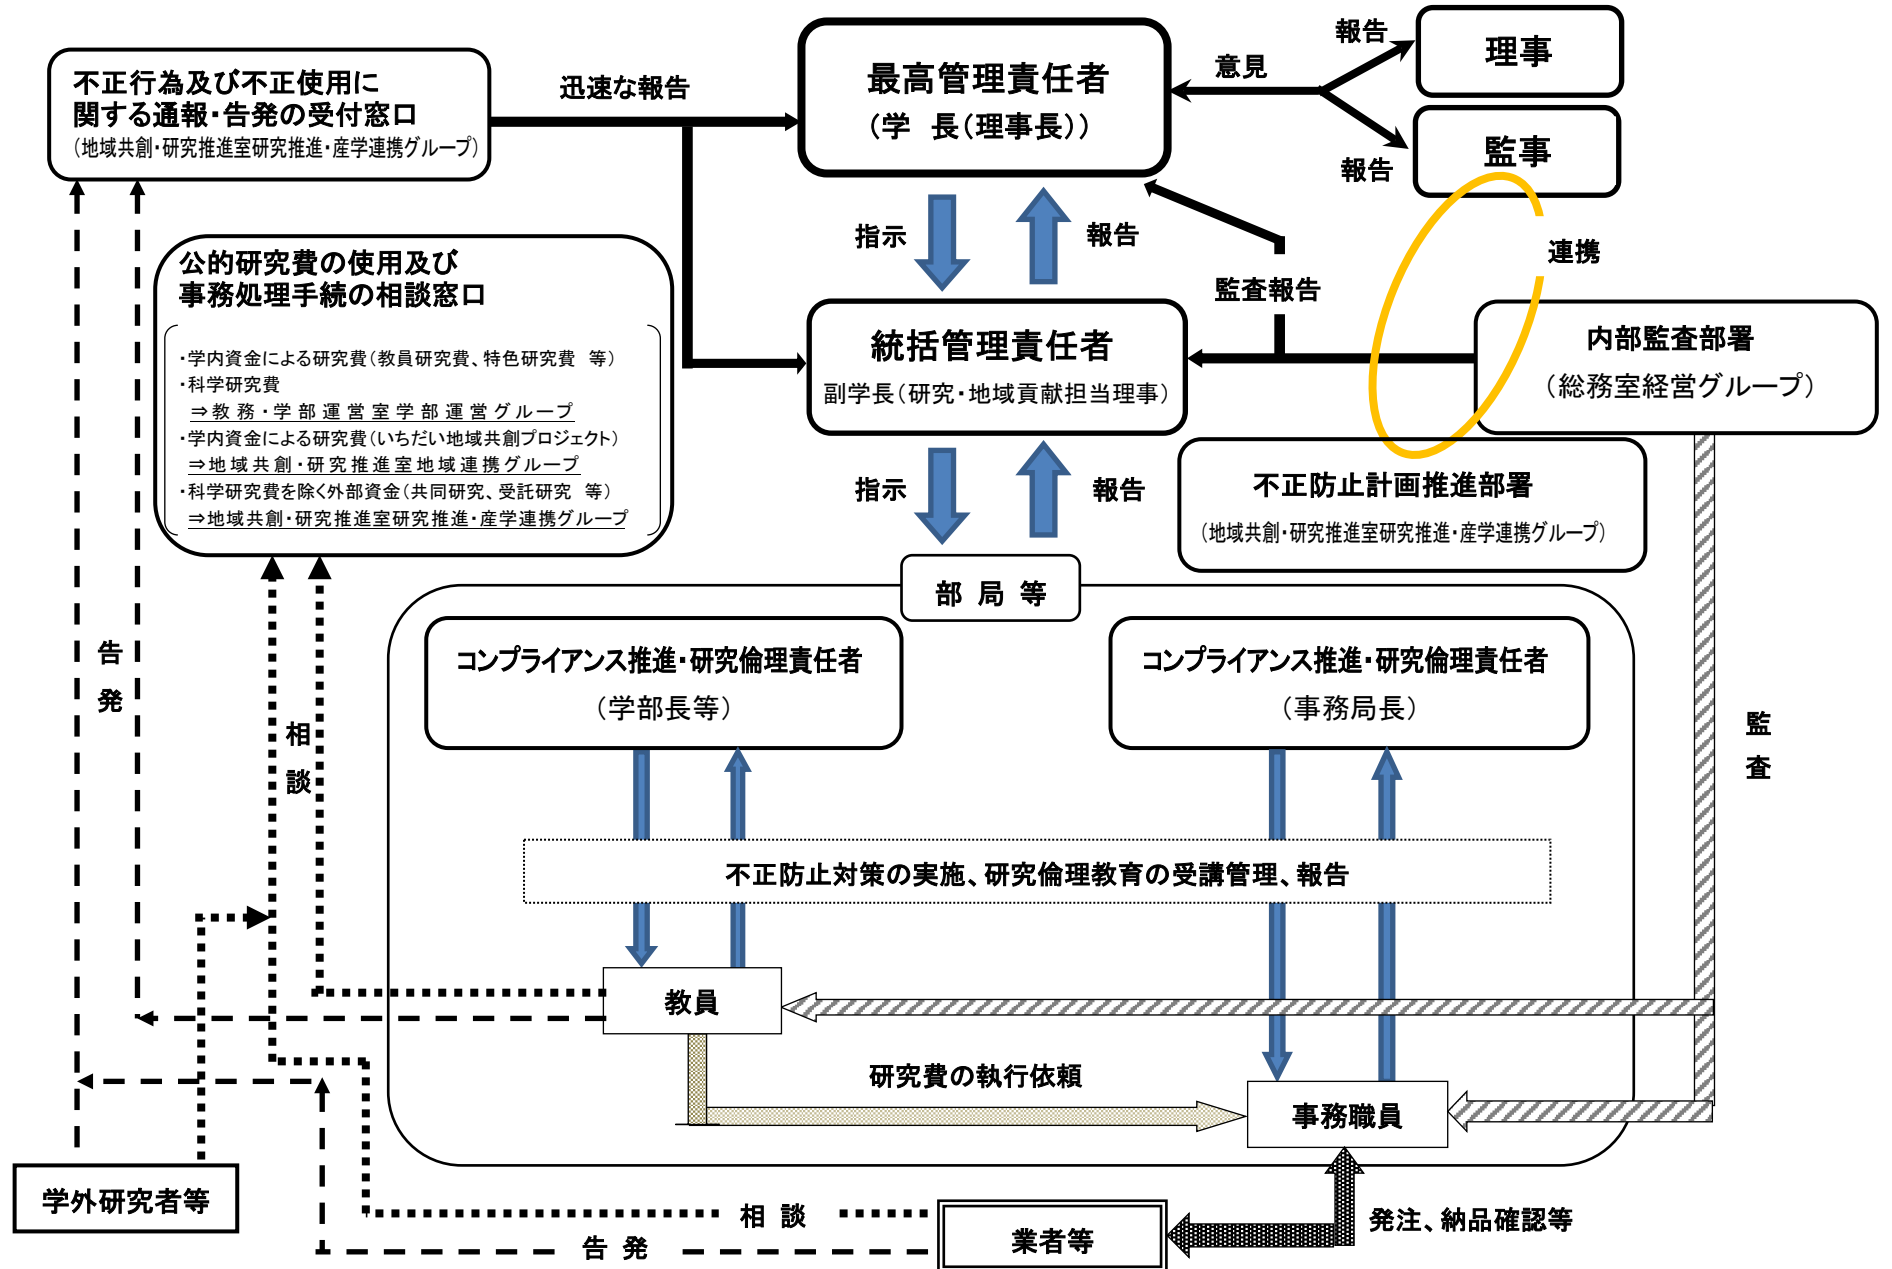 不正行為及び不正使用に
関する通報・告発の受付窓口
(地域共創・研究推進室研究推進・産学連携グループ)
迅速な報告
最高管理責任者
(学 長(理事長))
意見
報告
報告
理事
監事
指示
報告
監査報告
連携
公的研究費の使用及び
事務処理手続の相談窓口
・学内資金による研究費(教員研究費、特色研究費 等)
・科学研究費
⇒教務・学部運営室学部運営グループ
・学内資金による研究費(いちだい地域共創プロジェクト)
⇒地域共創・研究推進室地域連携グループ
・科学研究費を除く外部資金(共同研究、受託研究 等)
⇒地域共創・研究推進室研究推進・産学連携グループ
統括管理責任者
副学長(研究・地域貢献担当理事)
内部監査部署
(総務室経営グループ)
指示
報告
不正防止計画推進部署
(地域共創・研究推進室研究推進・産学連携グループ)
部 局 等
コンプライアンス推進・研究倫理責任者
(学部長等)
コンプライアンス推進・研究倫理責任者
(事務局長)
告発
相談
監査
不正防止対策の実施、研究倫理教育の受講管理、報告
教員
研究費の執行依頼
事務職員
学外研究者等
相 談
告 発
業者等
発注、納品確認等